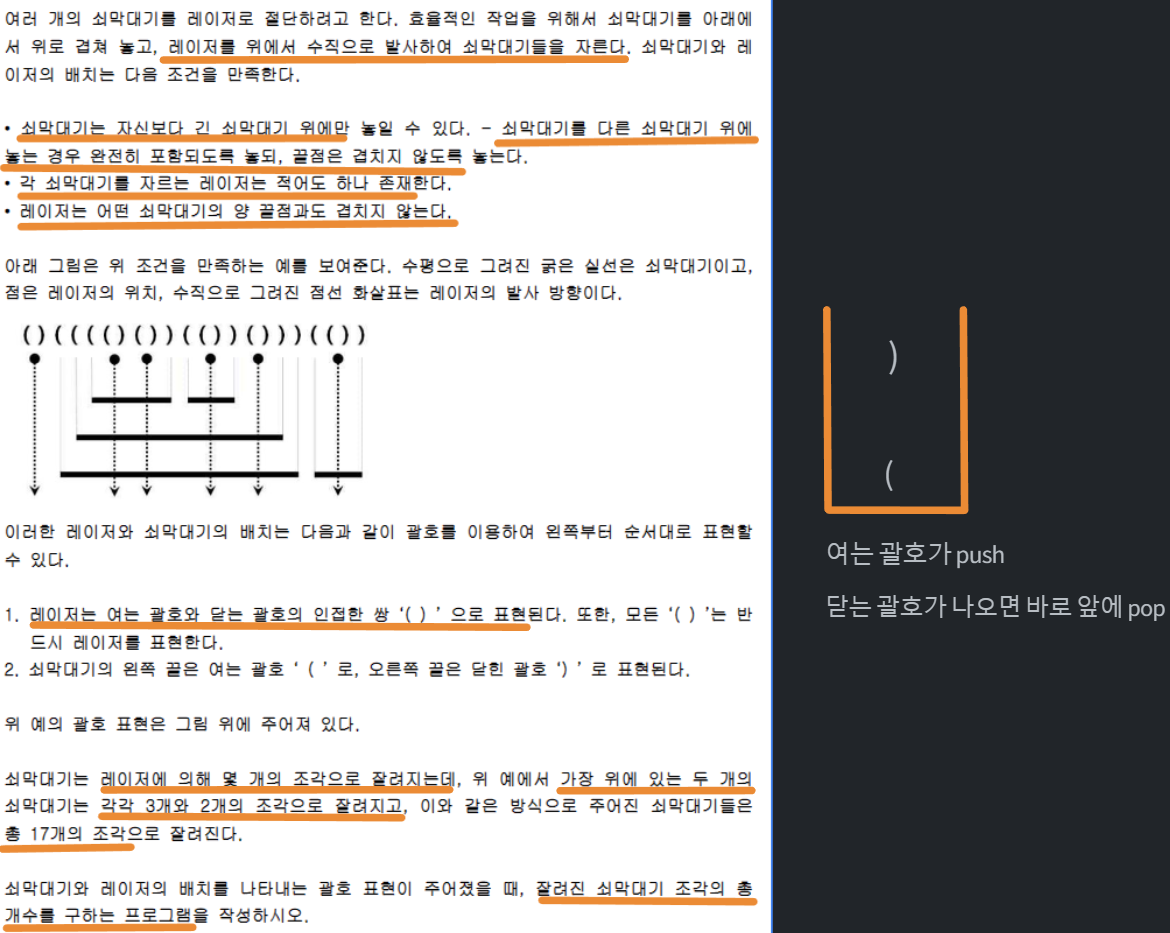 여러 개의 쇠막대기를 레이저로 절단하려고 한다. 효율적인 작업을 위해서 쇠막대기를 아래에
서 위로 겹쳐 놓고, 레이저를 위에서 수직으로 발사하여 쇠막대기들을 자른다. 쇠막대기와 레
이저의 배치는 다음 조건을 만족한다.
• 쇠막대기는 자신보다 긴 쇠막대기 위에만 놓일 수 있다. - 쇠막대기를 다른 쇠막대기 위에
놓는 경우 완전히 포함되도록 놓되, 끝점은 겹치지 않도록 놓는다.
• 각 쇠막대기를 자르는 레이저는 적어도 하나 존재한다.
• 레이저는 어떤 쇠막대기의 양 끝점과도 겹치지 않는다.
아래 그림은 위 조건을 만족하는 예를 보여준다. 수평으로 그려진 굵은 실선은 쇠막대기이고,
점은 레이저의 위치, 수직으로 그려진 점선 화살표는 레이저의 발사 방향이다.
()(((()())(())()))(())
이러한 레이저와 쇠막대기의 배치는 다음과 같이 괄호를 이용하여 왼쪽부터 순서대로 표현할
수 있다.
1. 레이저는 여는 괄호와 닫는 괄호의 인접한 쌍 ‘( ) ’ 으로 표현된다. 또한, 모든 ‘( ) ’는 반
드시 레이저를 표현한다.
2. 쇠막대기의 왼쪽 끝은 여는 괄호 ‘ ( ’ 로, 오른쪽 끝은 닫힌 괄호 ‘) ’ 로 표현된다.
위 예의 괄호 표현은 그림 위에 주어져 있다.
쇠막대기는 레이저에 의해 몇 개의 조각으로 잘려지는데, 위 예에서 가장 위에 있는 두 개의
쇠막대기는 각각 3개와 2개의 조각으로 잘려지고, 이와 같은 방식으로 주어진 쇠막대기들은
총 17개의 조각으로 잘려진다.
쇠막대기와 레이저의 배치를 나타내는 괄호 표현이 주어졌을 때, 잘려진 쇠막대기 조각의 총
개수를 구하는 프로그램을 작성하시오.
)
(
여는 괄호가 push
닫는 괄호가 나오면 바로 앞에 pop